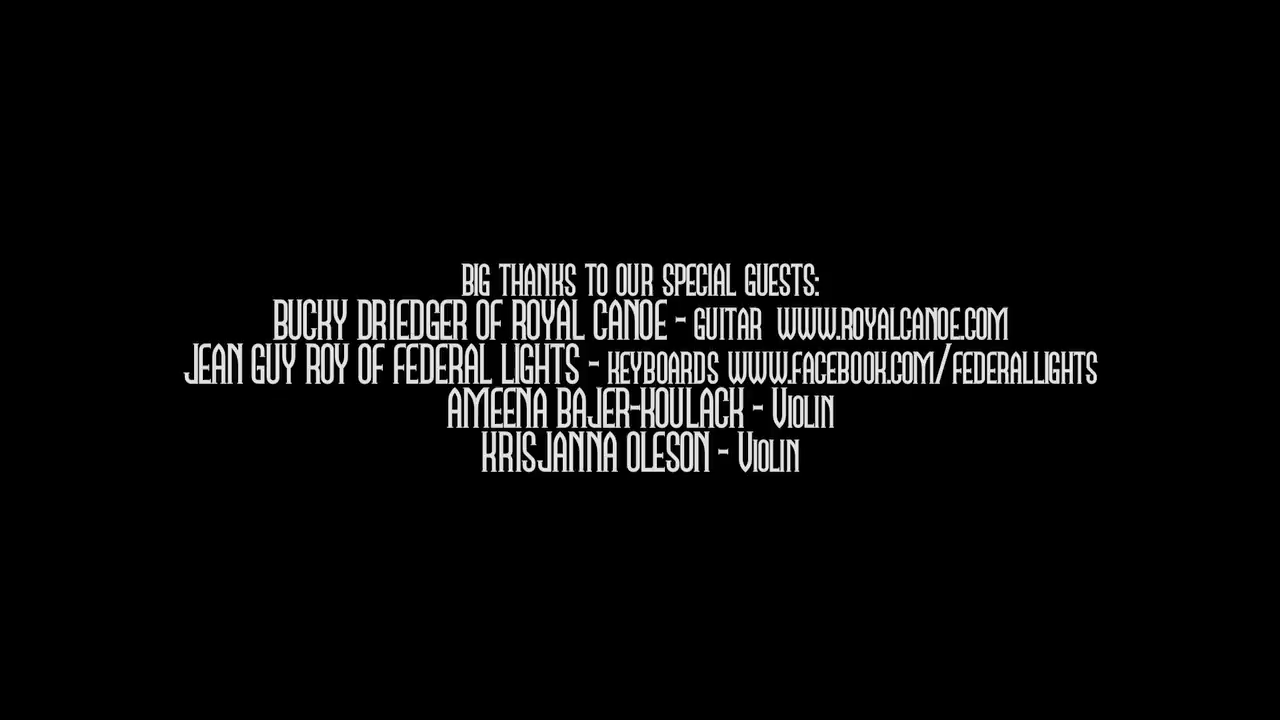 BIG THANKS TO OUR SPECIAL GUESTS:
BUCKY DRIEDGER OF ROYAL CANOE - GUITAR WWW.ROYALCANOE.COM
JEAN GUY ROY OF FEDERAL LIGHTS - KEYBOARDS WWW.FACEBOOK.COM/FEDERALLIGHTS
AMEENA BAJER-KOULACK - VIOLIN
KRISJANNA OLESON - VIOLIN